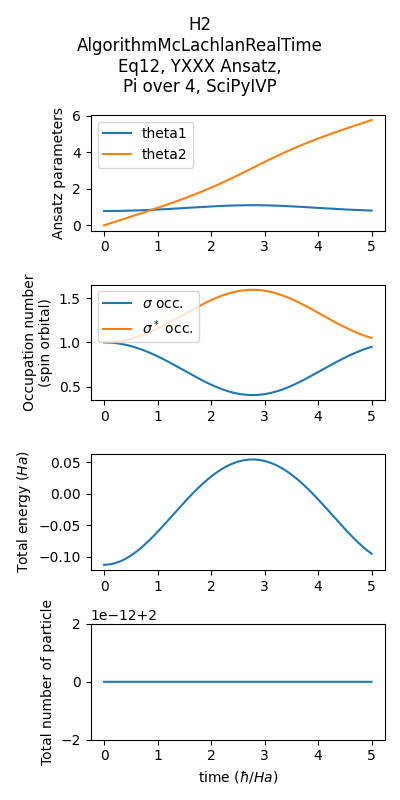 H2
AlgorithmMcLachlanRealTime
Eq12, YXXX Ansatz,
Pi over 4, SciPyIVP
Ansatz parameters
6
4
2
0
theta1
theta2
0 1 2 3 4 5
Occupation number
(spin orbital)
1.5
1.0
0.5
σ occ.
σ* occ.
0 1 2 3 4 5
Total energy (Ha)
0.05
0.00
−0.05
−0.10
0 1 2 3 4 5
1e−12+2
Total number of particle
2
0
−2
0 1 2 3 4 5
time (ħ/Ha)